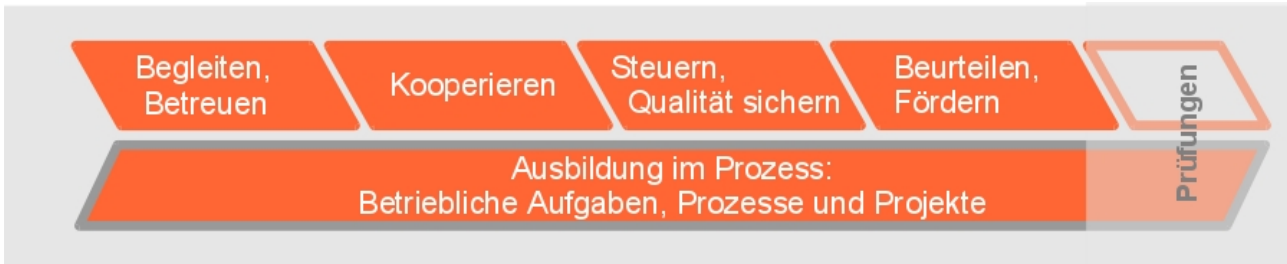 Begleiten,
Betreuen
Kooperieren
Steuern,
Qualität sichern
Beurteilen,
Fördern
Prüfungen
Ausbildung im Prozess:
Betriebliche Aufgaben, Prozesse und Projekte